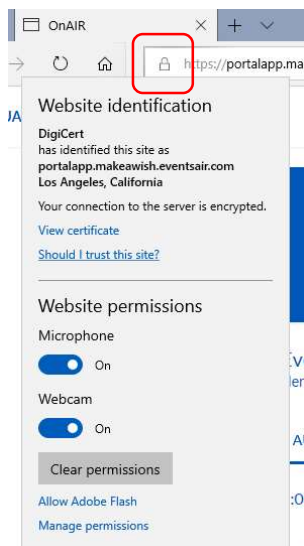 OnAIR
https://portalapp.ma
UA
Website identification
DigiCert
has identified this site as
portalapp.makeawish.eventsair.com
Los Angeles, California
Your connection to the server is encrypted.
View certificate
Should I trust this site?
Website permissions
Microphone
On
Webcam
On
Clear permissions
Allow Adobe Flash
Manage permissions